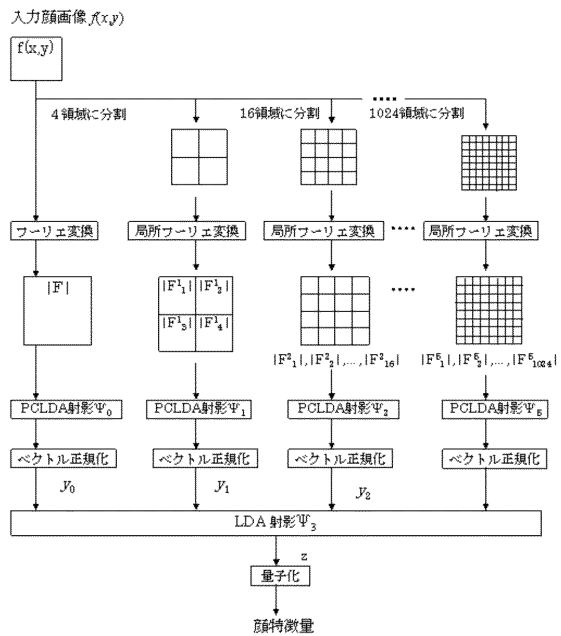 入力顔画像 f(x,y)
f(x,y)
4領域に分割
16領域に分割
1024領域に分割
フーリエ変換
局所フーリエ変換
局所フーリエ変換
局所フーリエ変換
|F|
|F¹₁| |F¹₂|
|F¹₃| |F¹₄|
|F²₁|,|F²₂|,...,|F²₁₆|
|F⁵₁|,|F⁵₂|,...,|F⁵₁₀₂₄|
PCLDA射影Ψ₀
PCLDA射影Ψ₁
PCLDA射影Ψ₂
PCLDA射影Ψ₅
ベクトル正規化
ベクトル正規化
ベクトル正規化
ベクトル正規化
y₀
y₁
y₂
LDA射影Ψ₃
z
量子化
顔特徴量